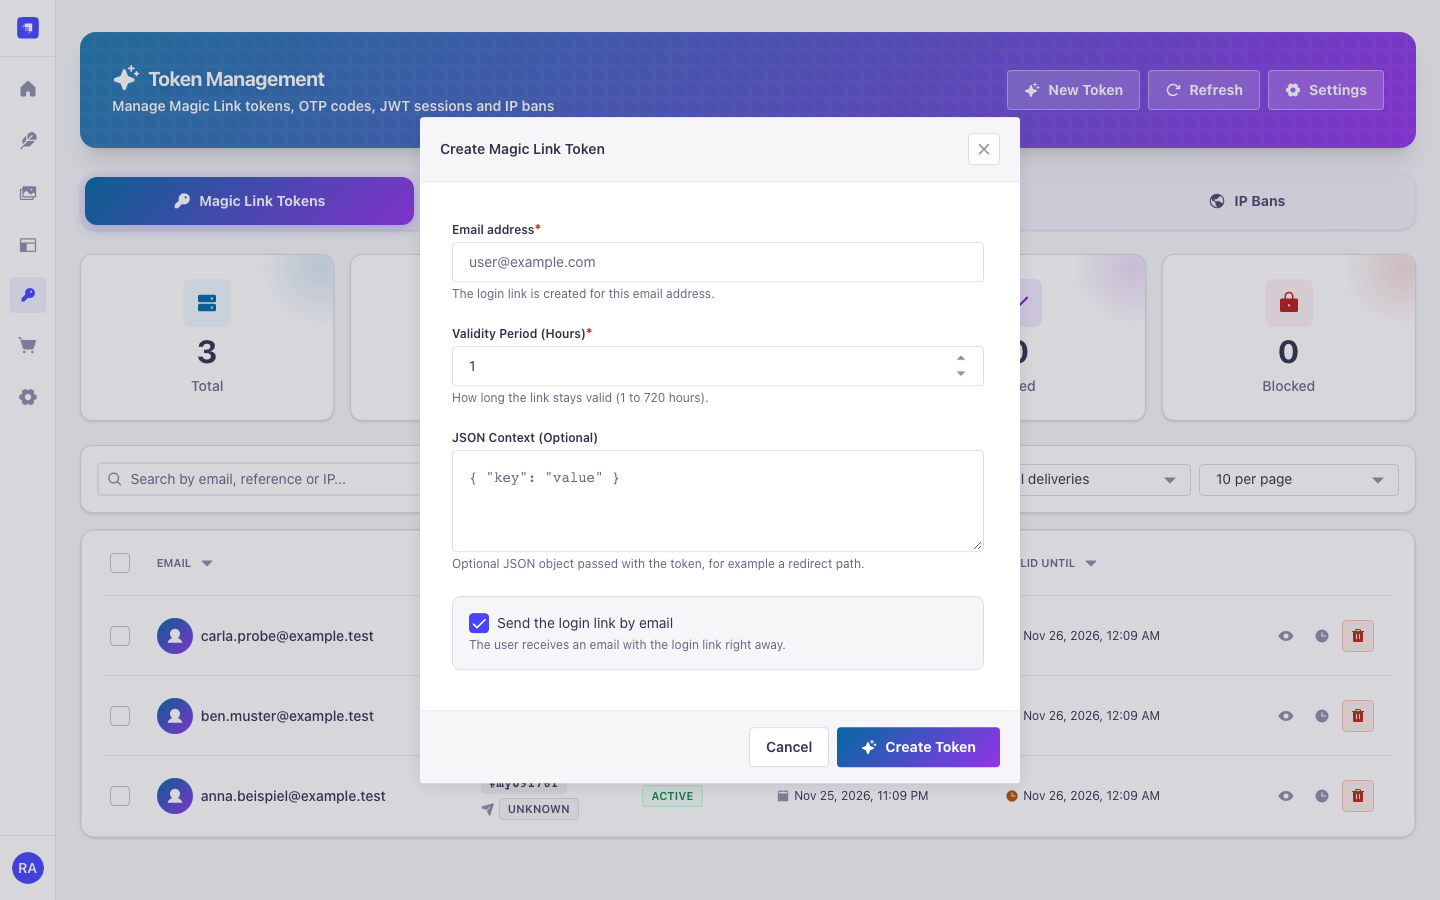 Token Management
Manage Magic Link tokens, OTP codes, JWT sessions and IP bans
New Token
Refresh
Settings
Magic Link Tokens
IP Bans
3
Total
0
Blocked
Search by email, reference or IP...
deliveries
10 per page
EMAIL
UNTIL
carla.probe@example.test
Nov 26, 2026, 12:09 AM
ben.muster@example.test
Nov 26, 2026, 12:09 AM
anna.beispiel@example.test
UNKNOWN
ACTIVE
Nov 25, 2026, 11:09 PM
Nov 26, 2026, 12:09 AM
RA
Create Magic Link Token
Email address*
user@example.com
The login link is created for this email address.
Validity Period (Hours)*
1
How long the link stays valid (1 to 720 hours).
JSON Context (Optional)
{ "key": "value" }
Optional JSON object passed with the token, for example a redirect path.
Send the login link by email
The user receives an email with the login link right away.
Cancel
Create Token